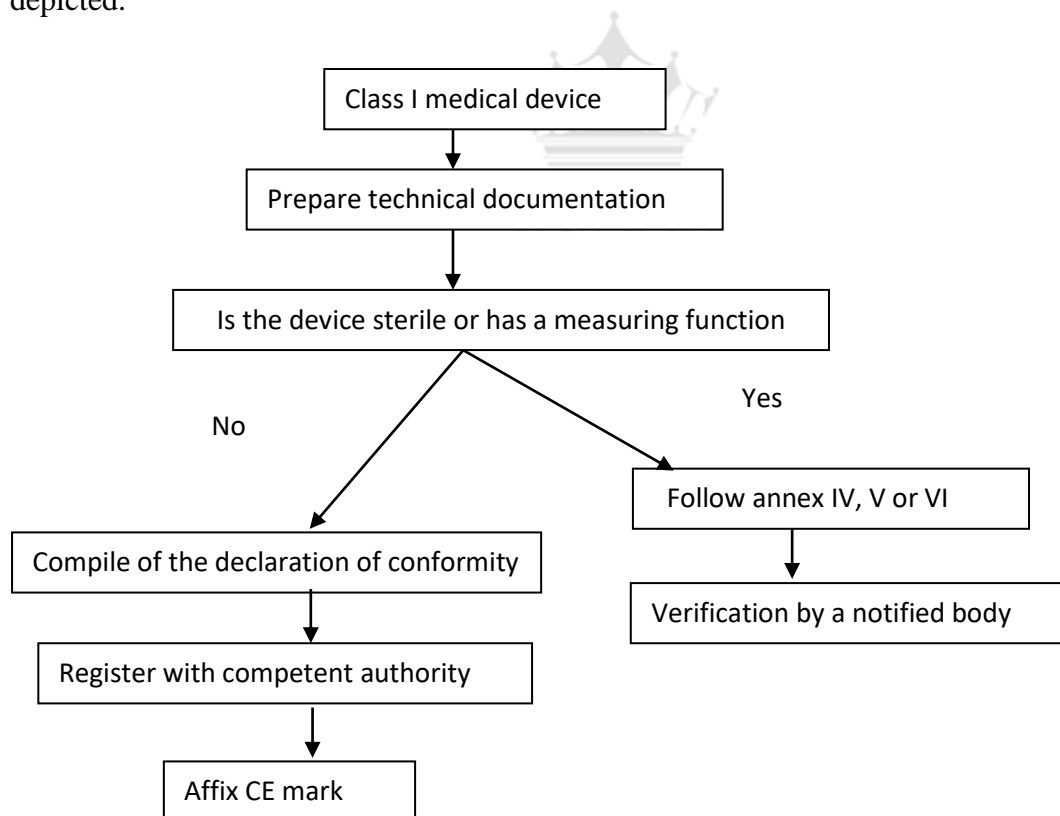 depicted.
Class I medical device
Prepare technical documentation
Is the device sterile or has a measuring function
No
Yes
Follow annex IV, V or VI
Compile of the declaration of conformity
Verification by a notified body
Register with competent authority
Affix CE mark